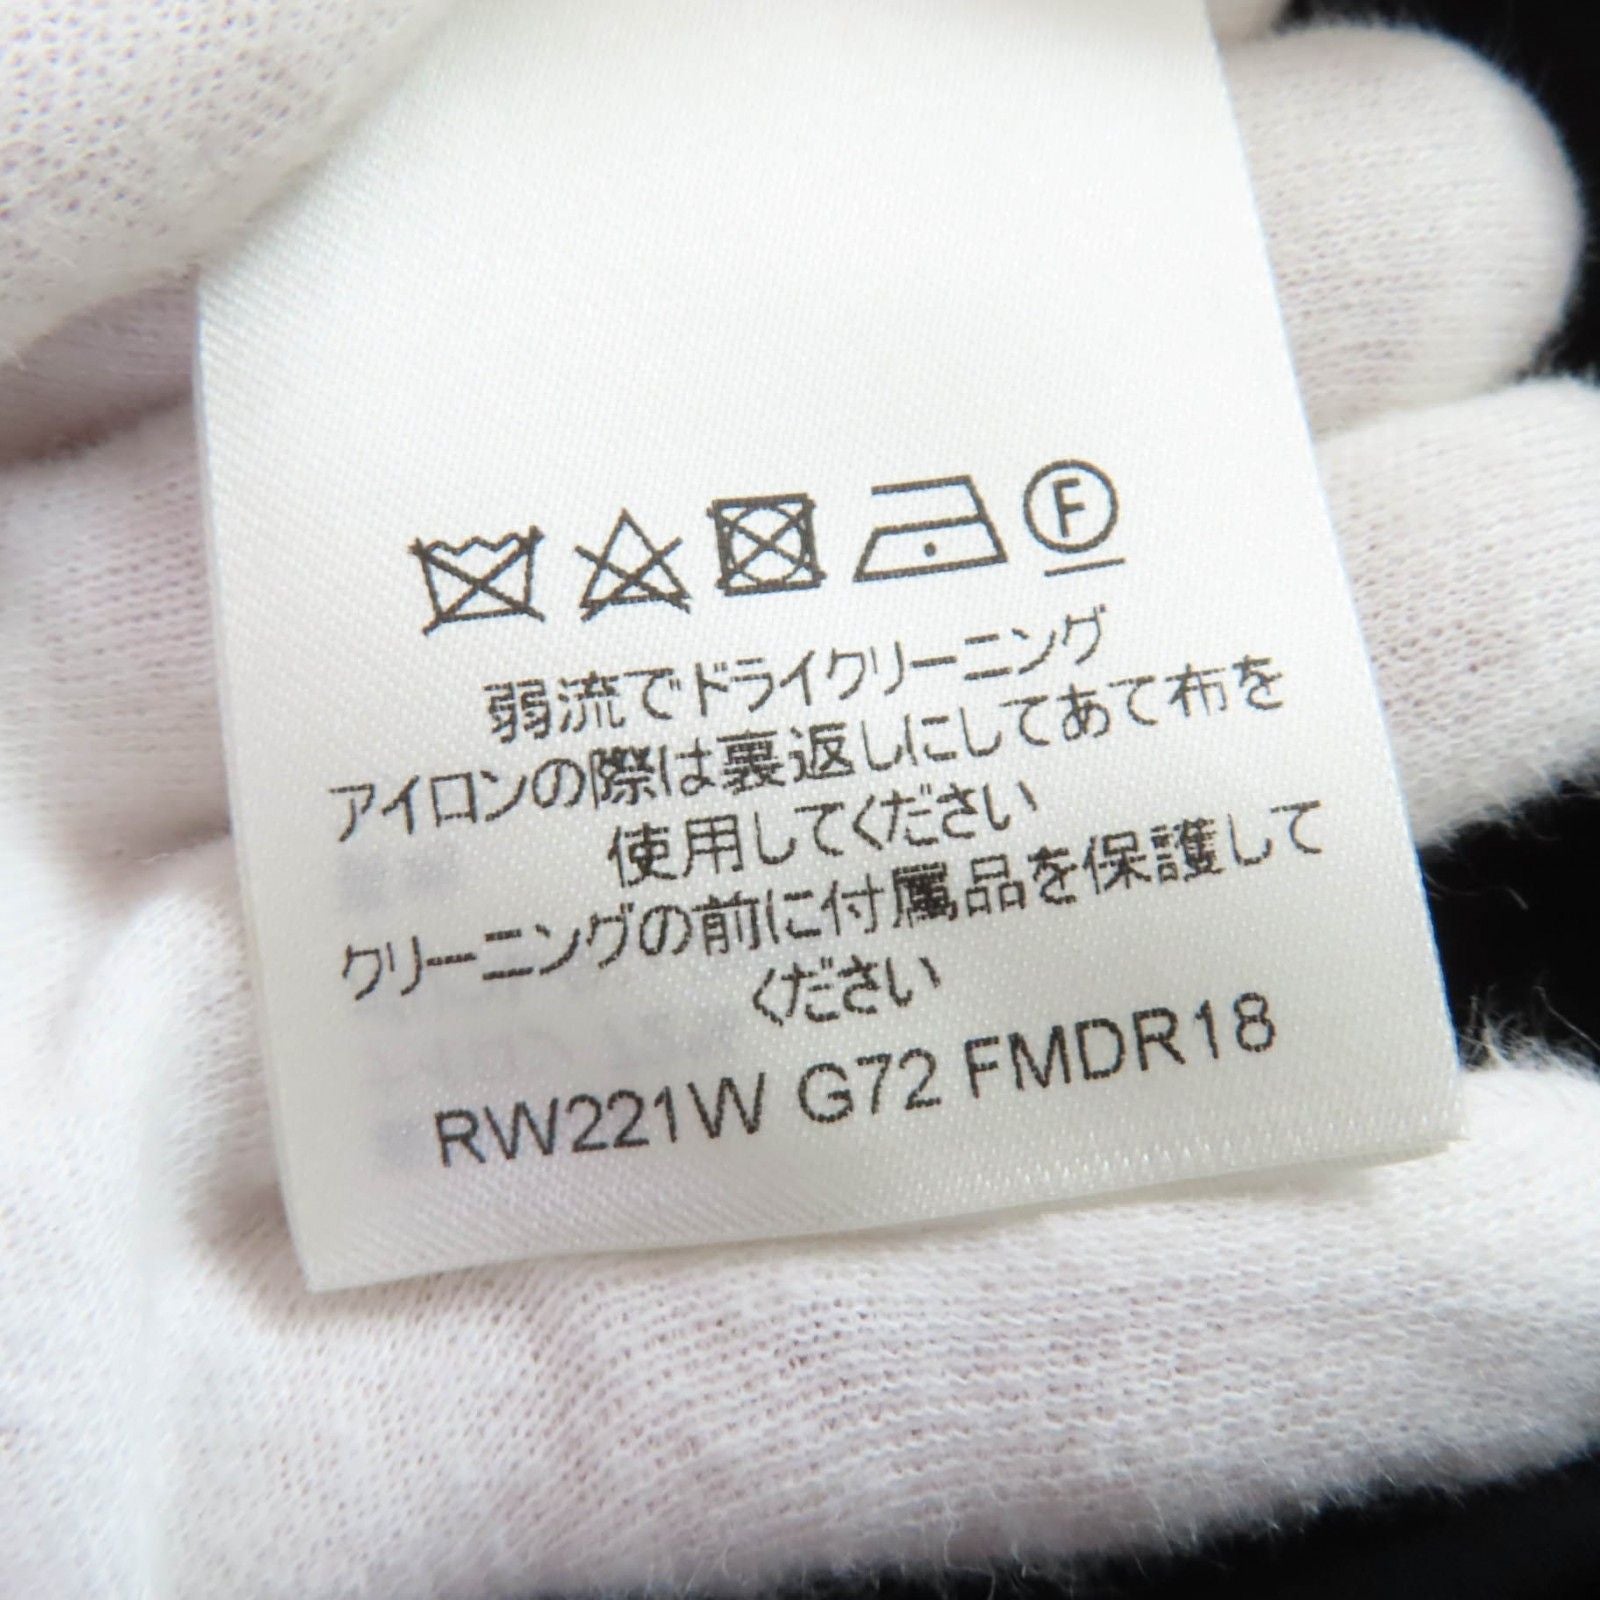 F
弱流でドライクリーニング
アイロンの際は裏返しにしてあて布を
使用してください
クリーニングの前に付属品を保護して
ください
RW221W G72 FMDR18